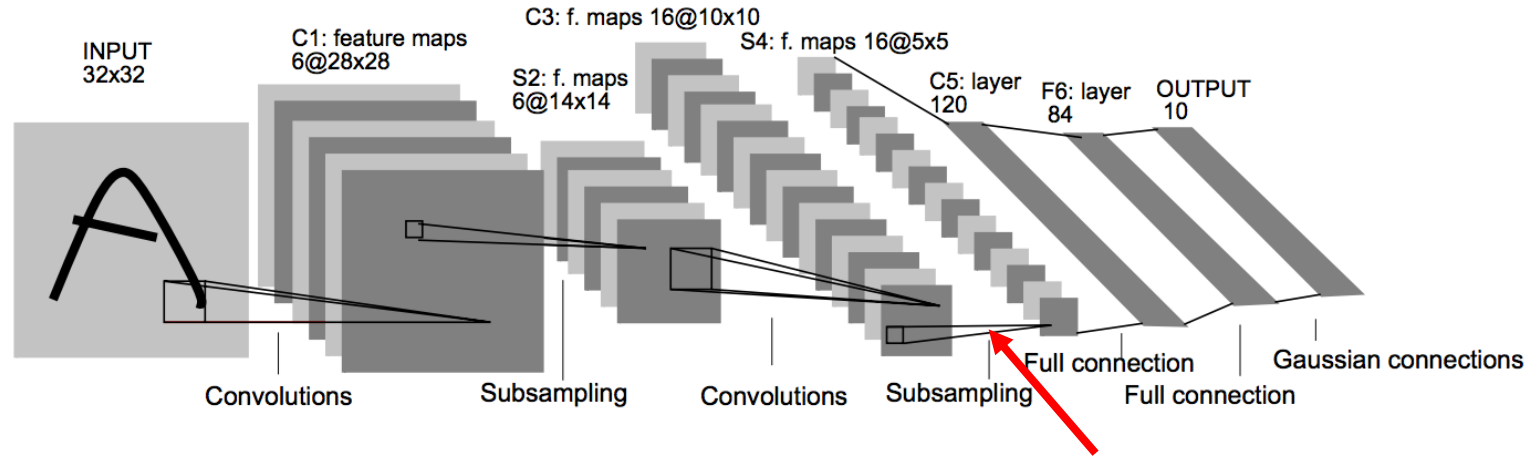 INPUT
32x32
C1: feature maps
6@28x28
S2: f. maps
6@14x14
C3: f. maps 16@10x10
S4: f. maps 16@5x5
C5: layer
120
F6: layer
84
OUTPUT
10
Convolutions
Subsampling
Convolutions
Subsampling
Full connection
Full connection
Gaussian connections